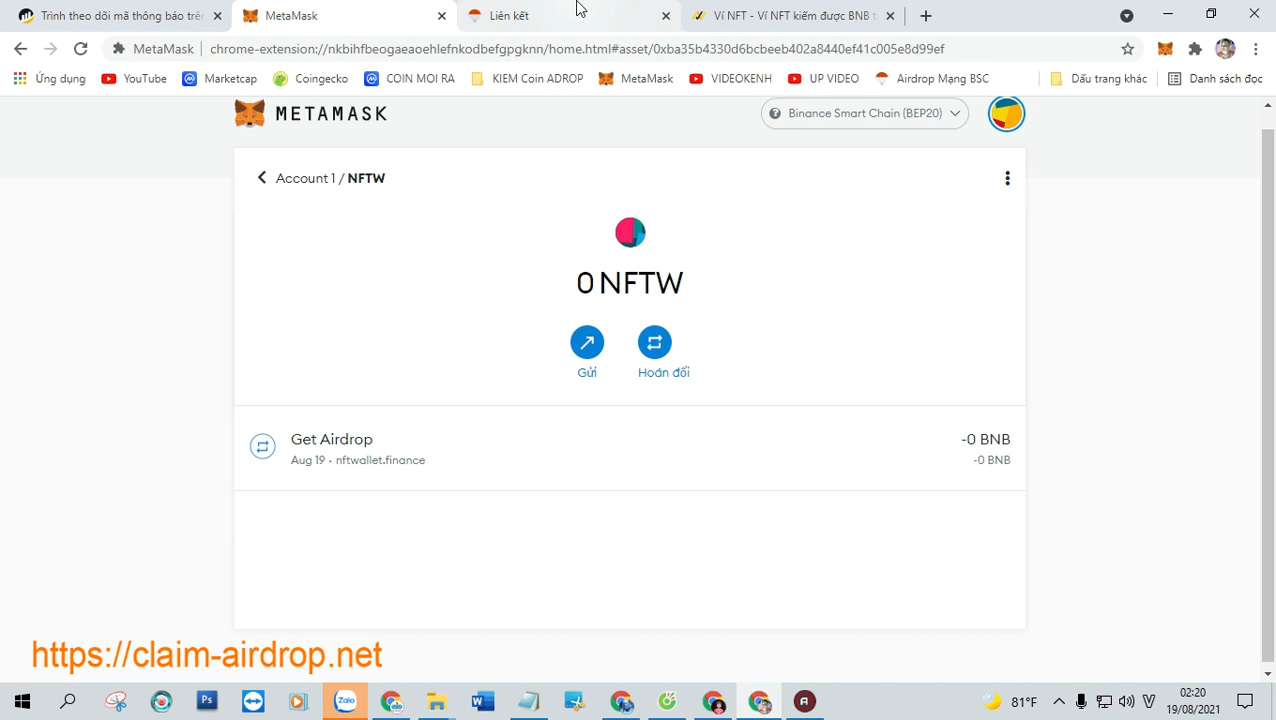 Trình theo dõi mã thông báo trên
MetaMask
Liên kết
Ví NFT - Ví NFT kiếm được BNB t
MetaMask
chrome-extension://nkbihfbeogaeaoehlefnkodbefgpgknn/home.html#asset/0xba35b4330d6bcbeeb402a8440ef41c005e8d99ef
Ứng dụng
YouTube
Marketcap
Coingecko
COIN MOI RA
KIEM Coin ADROP
MetaMask
VIDEOKENH
UP VIDEO
Airdrop Mạng BSC
Dấu trang khác
Danh sách đọc
METAMASK
Binance Smart Chain (BEP20)
Account 1 / NFTW
0 NFTW
Gửi
Hoán đổi
Get Airdrop
-0 BNB
Aug 19 · nftwallet.finance
-0 BNB
https://claim-airdrop.net
Ps
Zalo
W
A
81°F
V
02:20
19/08/2021